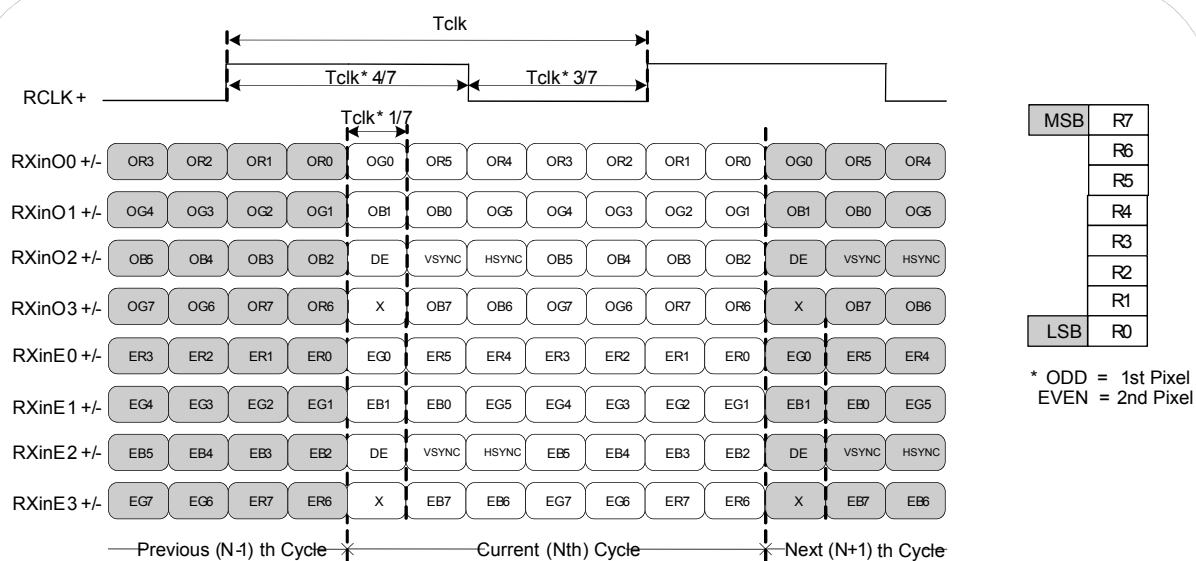 Tclk
Tclk* 4/7 Tclk* 3/7
RCLK +
Tclk* 1/7
RXinO0 +/- OR3 OR2 OR1 OR0 OG0 OR5 OR4 OR3 OR2 OR1 OR0 OG0 OR5 OR4
RXinO1 +/- OG4 OG3 OG2 OG1 OB1 OB0 OG5 OG4 OG3 OG2 OG1 OB1 OB0 OG5
RXinO2 +/- OB5 OB4 OB3 OB2 DE VSYNC HSYNC OB5 OB4 OB3 OB2 DE VSYNC HSYNC
RXinO3 +/- OG7 OG6 OR7 OR6 X OB7 OB6 OG7 OG6 OR7 OR6 X OB7 OB6
RXinE0 +/- ER3 ER2 ER1 ER0 EG0 ER5 ER4 ER3 ER2 ER1 ER0 EG0 ER5 ER4
RXinE1 +/- EG4 EG3 EG2 EG1 EB1 EB0 EG5 EG4 EG3 EG2 EG1 EB1 EB0 EG5
RXinE2 +/- EB5 EB4 EB3 EB2 DE VSYNC HSYNC EB5 EB4 EB3 EB2 DE VSYNC HSYNC
RXinE3 +/- EG7 EG6 ER7 ER6 X EB7 EB6 EG7 EG6 ER7 ER6 X EB7 EB6
Previous (N-1) th Cycle Current (Nth) Cycle Next (N+1) th Cycle
MSB R7
R6
R5
R4
R3
R2
R1
LSB R0
* ODD = 1st Pixel
EVEN = 2nd Pixel